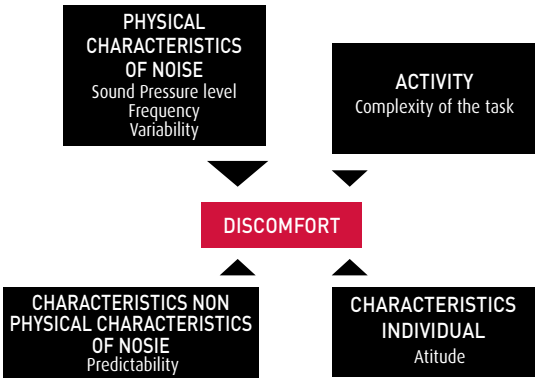 PHYSICAL
CHARACTERISTICS
OF NOISE
Sound Pressure level
Frequency
Variability
ACTIVITY
Complexity of the task
DISCOMFORT
CHARACTERISTICS NON
PHYSICAL CHARACTERISTICS
OF NOSIE
Predictability
CHARACTERISTICS
INDIVIDUAL
Atitude